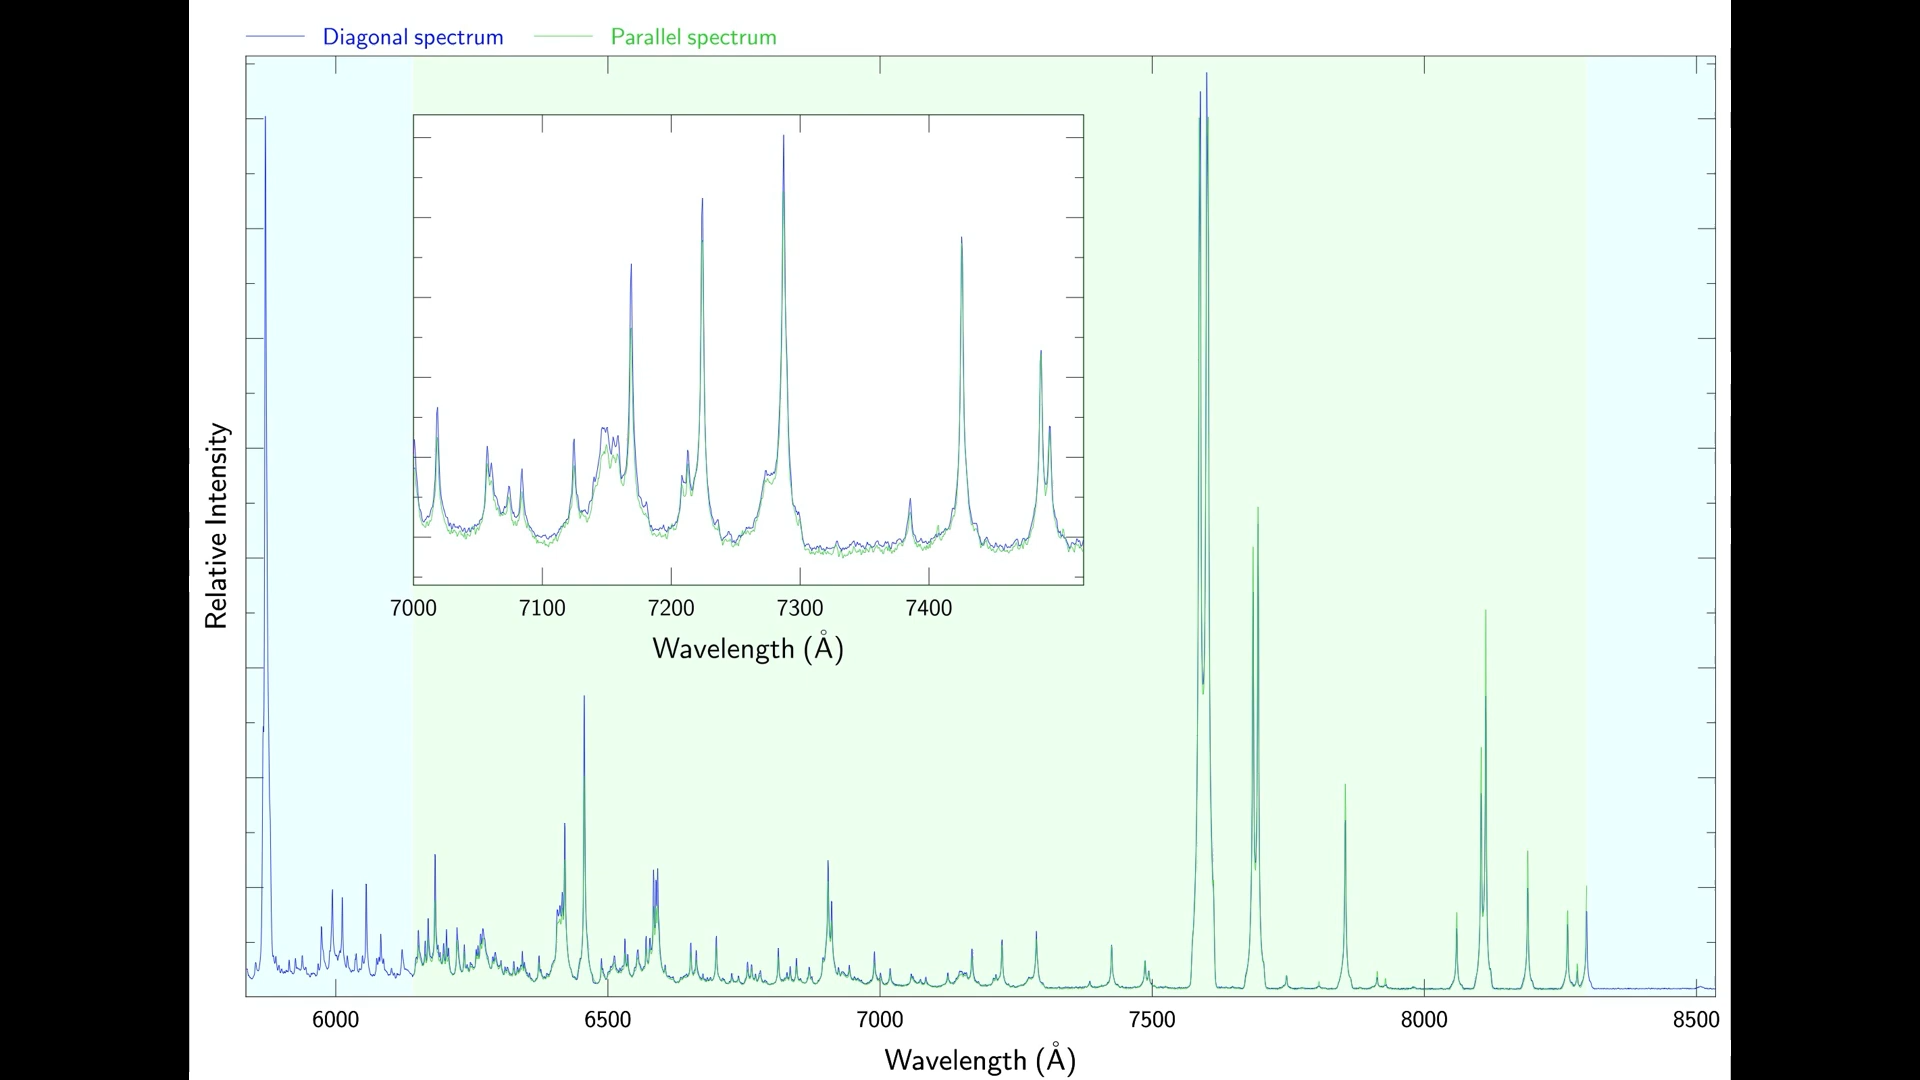 Diagonal spectrum Parallel spectrum
Relative Intensity
7000 7100 7200 7300 7400
Wavelength (Å)
6000 6500 7000 7500 8000 8500
Wavelength (Å)